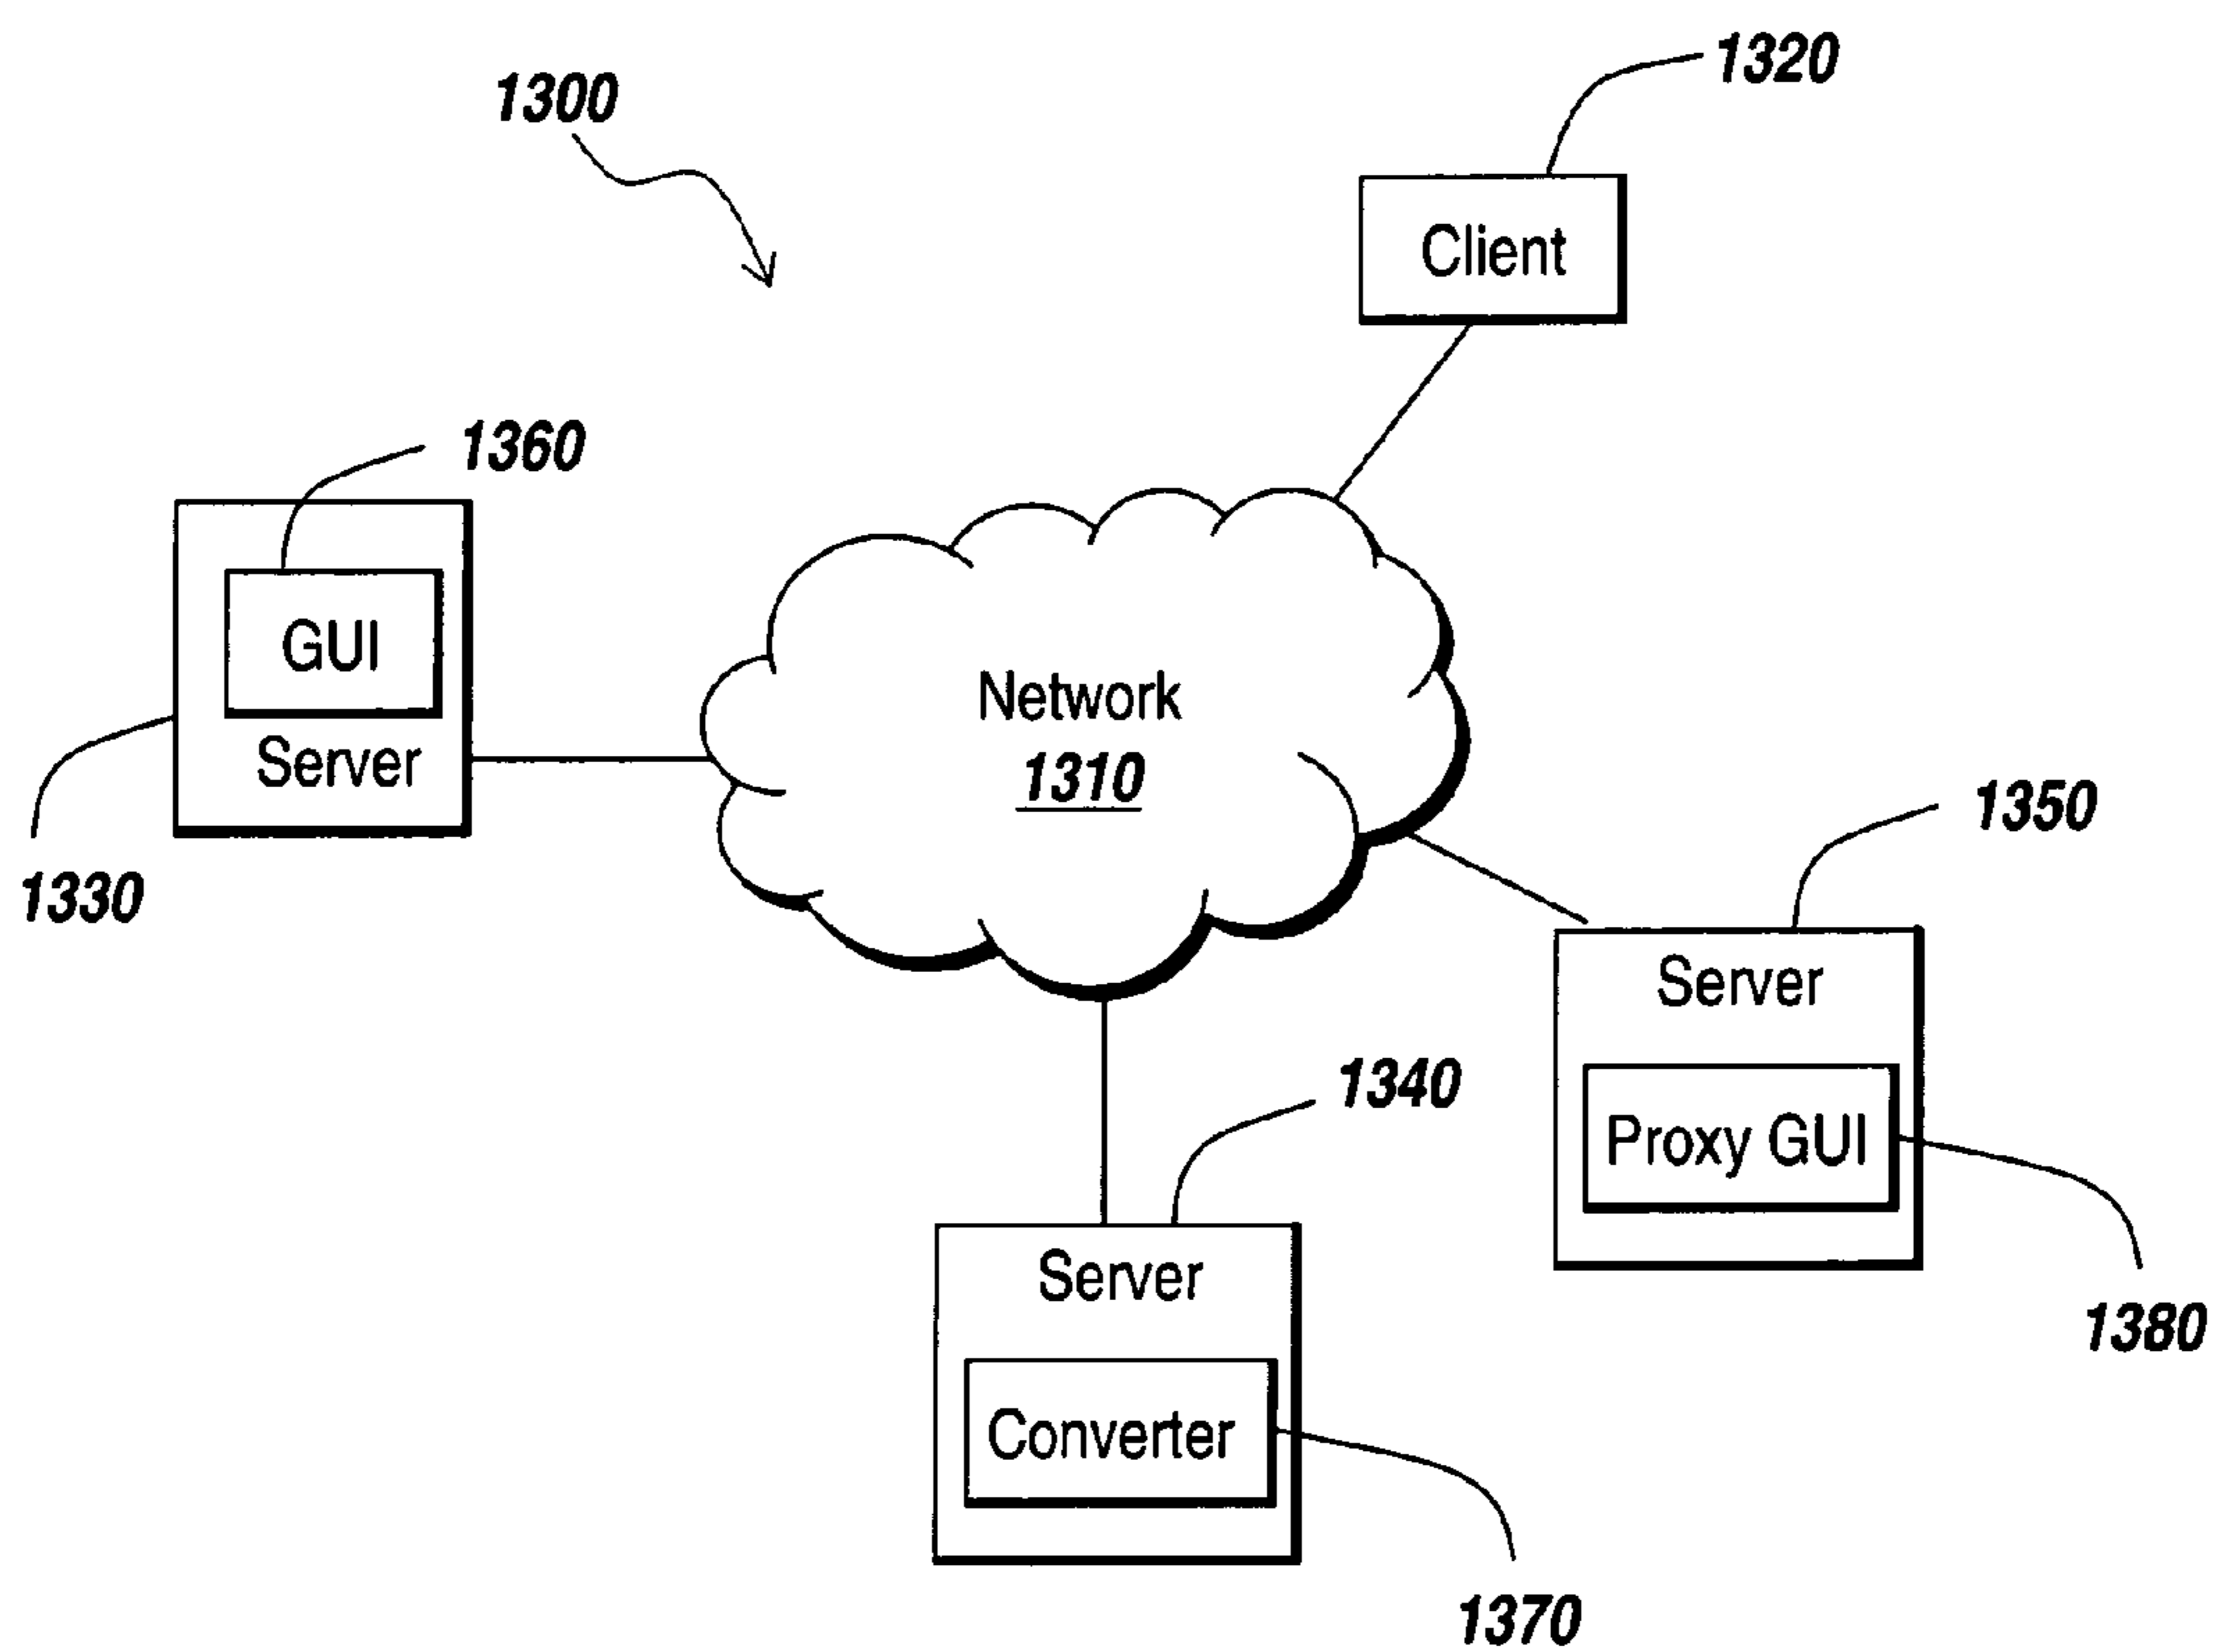 1320
1300
Client
1360
GUI
Server
1330
Network
1310
1350
Server
Proxy GUI
1380
1340
Server
Converter
1370